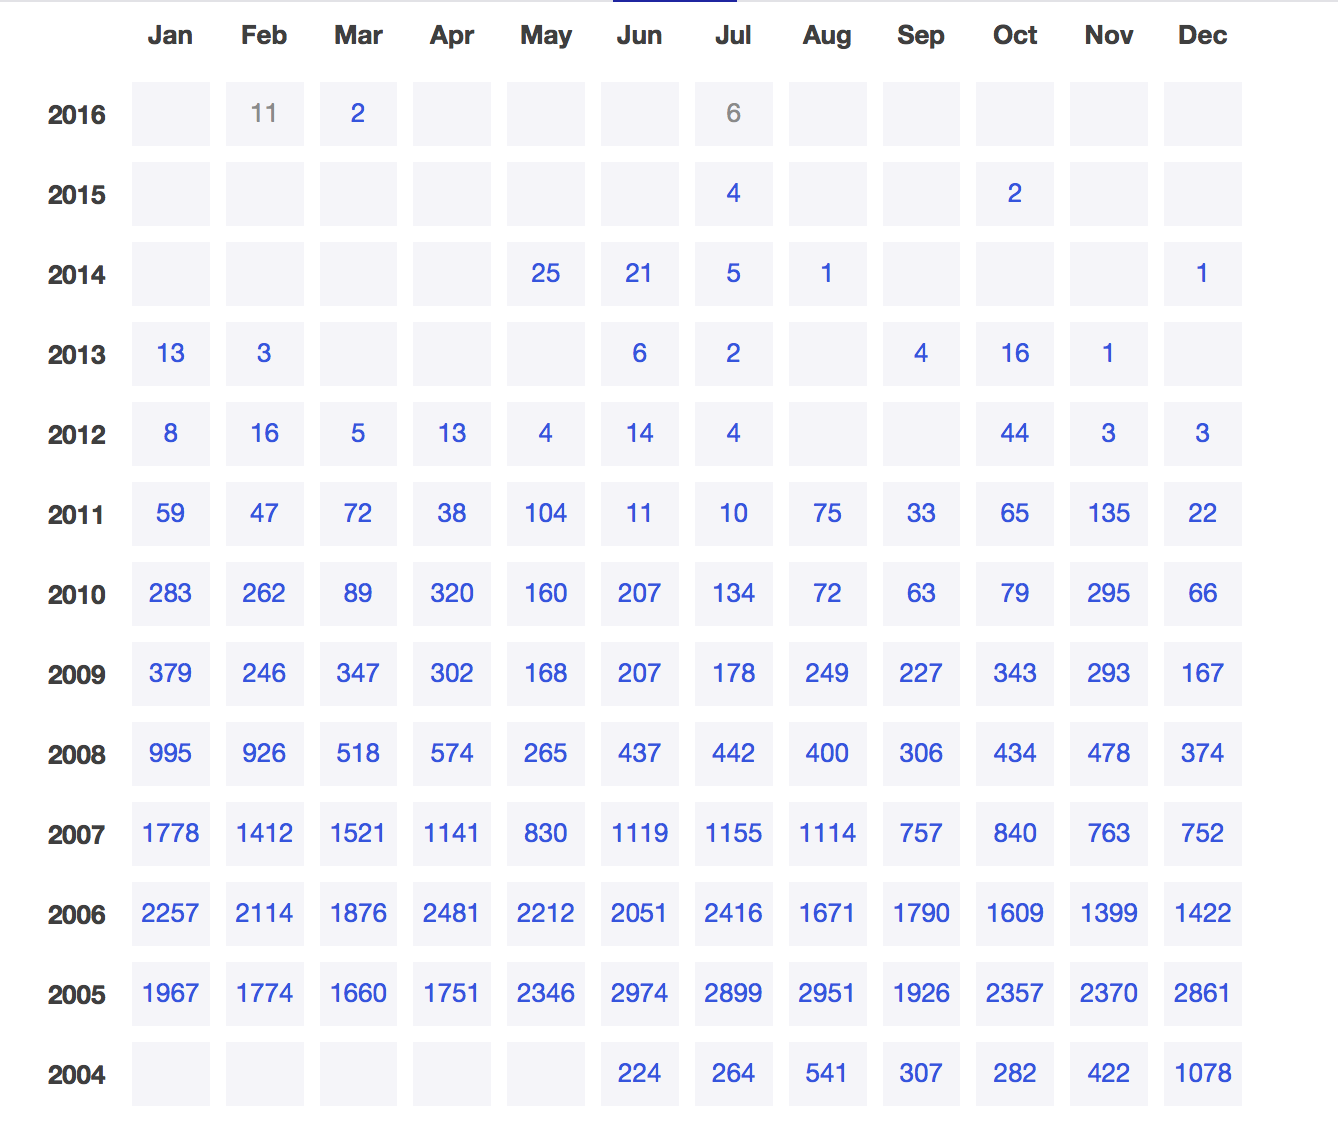 Jan Feb Mar Apr May Jun Jul Aug Sep Oct Nov Dec
2016 11 2 6
2015 4 2
2014 25 21 5 1 1
2013 13 3 6 2 4 16 1
2012 8 16 5 13 4 14 4 44 3 3
2011 59 47 72 38 104 11 10 75 33 65 135 22
2010 283 262 89 320 160 207 134 72 63 79 295 66
2009 379 246 347 302 168 207 178 249 227 343 293 167
2008 995 926 518 574 265 437 442 400 306 434 478 374
2007 1778 1412 1521 1141 830 1119 1155 1114 757 840 763 752
2006 2257 2114 1876 2481 2212 2051 2416 1671 1790 1609 1399 1422
2005 1967 1774 1660 1751 2346 2974 2899 2951 1926 2357 2370 2861
2004 224 264 541 307 282 422 1078